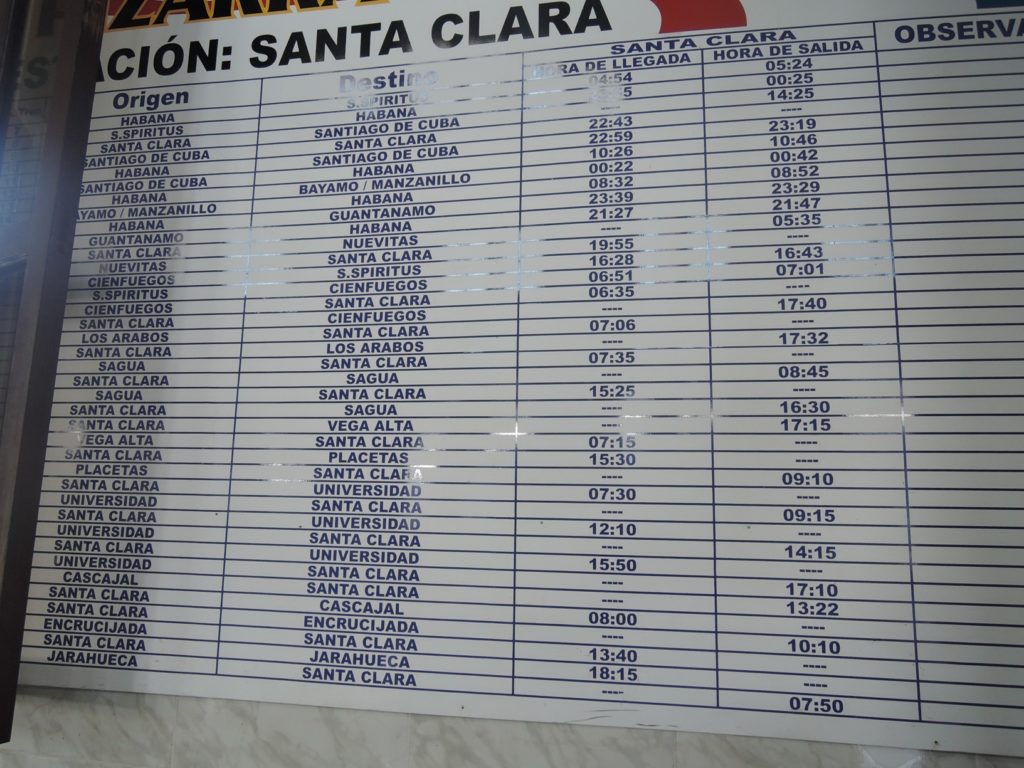 ACIÓN: SANTA CLARA
SANTA CLARA
Origen Destino HORA DE LLEGADA HORA DE SALIDA OBSERVA
HABANA S.SPIRITUS 04:54 05:24
S.SPIRITUS HABANA 00:25
SANTA CLARA SANTIAGO DE CUBA 14:25
SANTIAGO DE CUBA SANTA CLARA 22:43 ----
HABANA SANTIAGO DE CUBA 22:59 23:19
SANTIAGO DE CUBA HABANA 10:26 10:46
HABANA BAYAMO / MANZANILLO 00:22 00:42
BAYAMO / MANZANILLO HABANA 08:32 08:52
HABANA GUANTANAMO 23:39 23:29
GUANTANAMO HABANA 21:27 21:47
SANTA CLARA NUEVITAS ---- 05:35
NUEVITAS SANTA CLARA 19:55 ----
CIENFUEGOS S.SPIRITUS 16:28 16:43
S.SPIRITUS CIENFUEGOS 06:51 07:01
CIENFUEGOS SANTA CLARA 06:35 ----
SANTA CLARA CIENFUEGOS ---- 17:40
LOS ARABOS SANTA CLARA 07:06 ----
SANTA CLARA LOS ARABOS ---- 17:32
SAGUA SANTA CLARA 07:35 ----
SANTA CLARA SAGUA ---- 08:45
SAGUA SANTA CLARA 15:25 ----
SANTA CLARA SAGUA ---- 16:30
SANTA CLARA VEGA ALTA ---- 17:15
VEGA ALTA SANTA CLARA 07:15 ----
SANTA CLARA PLACETAS 15:30 ----
PLACETAS SANTA CLARA ---- 09:10
SANTA CLARA UNIVERSIDAD 07:30 ----
UNIVERSIDAD SANTA CLARA ---- 09:15
SANTA CLARA UNIVERSIDAD 12:10 ----
UNIVERSIDAD SANTA CLARA ---- 14:15
SANTA CLARA UNIVERSIDAD 15:50 ----
UNIVERSIDAD SANTA CLARA ---- 17:10
CASCAJAL SANTA CLARA ---- 13:22
SANTA CLARA CASCAJAL 08:00 ----
SANTA CLARA ENCRUCIJADA ---- 10:10
ENCRUCIJADA SANTA CLARA 13:40 ----
SANTA CLARA JARAHUECA 18:15 ----
JARAHUECA SANTA CLARA ---- 07:50